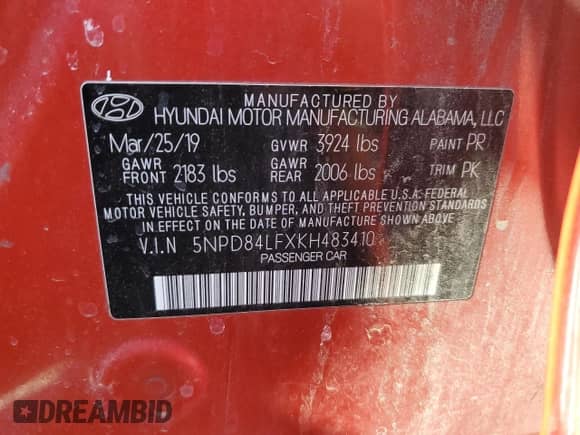 MANUFACTURED BY
HYUNDAI MOTOR MANUFACTURING ALABAMA, LLC
Mar/25/19 GVWR 3924 lbs PAINT PR
GAWR FRONT 2183 lbs GAWR REAR 2006 lbs TRIM PK
THIS VEHICLE CONFORMS TO ALL APPLICABLE U.S.A. FEDERAL
MOTOR VEHICLE SAFETY, BUMPER, AND THEFT PREVENTION STANDARDS
IN EFFECT ON THE DATE OF MANUFACTURE SHOWN ABOVE.
V.I.N 5NPD84LFXKH483410
PASSENGER CAR
DREAMBID